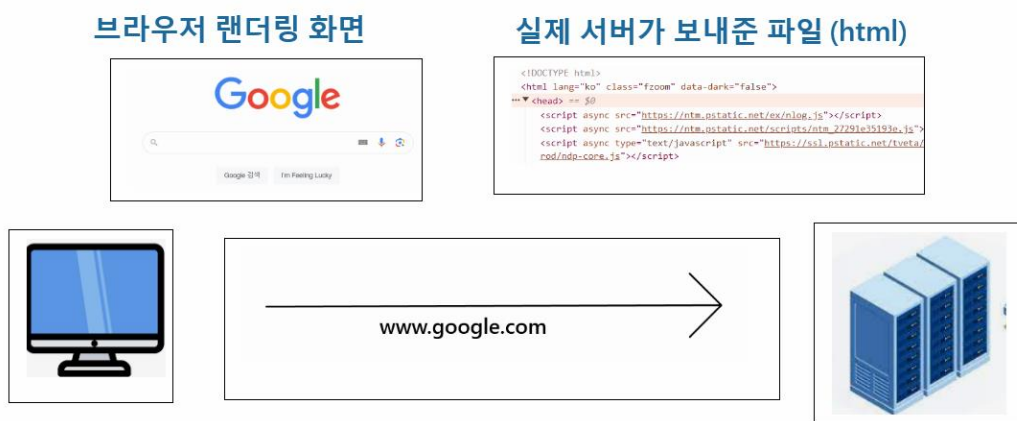 브라우저 랜더링 화면
실제 서버가 보내준 파일 (html)
Google
Google 검색 I'm Feeling Lucky
<!DOCTYPE html>
<html lang="ko" class="fzoom" data-dark="false">
··· ▼ <head> == $0
<script async src="https://ntm.pstatic.net/ex/nlog.js"></script>
<script async src="https://ntm.pstatic.net/scripts/ntm_27291e35193e.js">
<script async type="text/javascript" src="https://ssl.pstatic.net/tveta/
rod/ndp-core.js"></script>
www.google.com